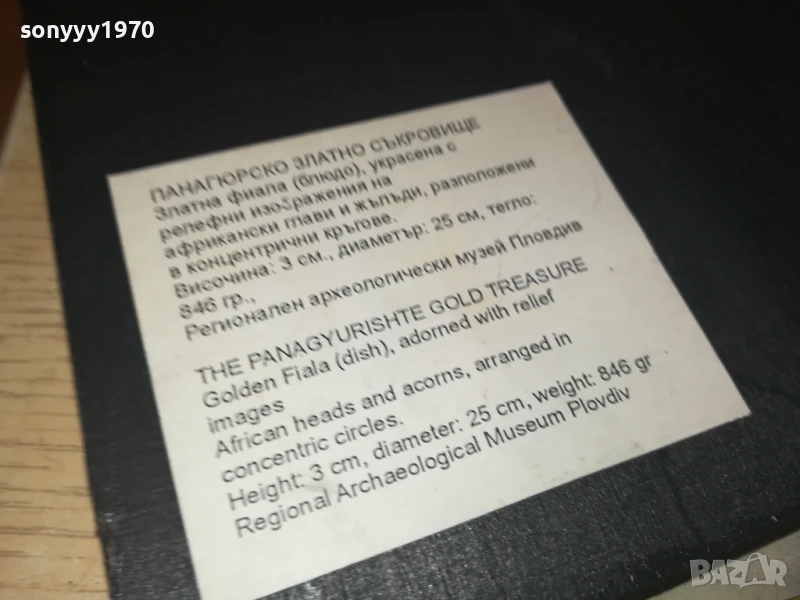 sonyyy1970
ПАНАГЮРСКО ЗЛАТНО СЪКРОВИЩЕ
Златна фиала (блюдо), украсена с
релефни изображения на
африкански глави и жълъди, разположени
в концентрични кръгове.
Височина: 3 см., диаметър: 25 см, тегло:
846 гр.,
Регионален археологически музей Пловдив
THE PANAGYURISHTE GOLD TREASURE
Golden Fiala (dish), adorned with relief
images
African heads and acorns, arranged in
concentric circles.
Height: 3 cm, diameter: 25 cm, weight: 846 gr
Regional Archaeological Museum Plovdiv
BAZAR